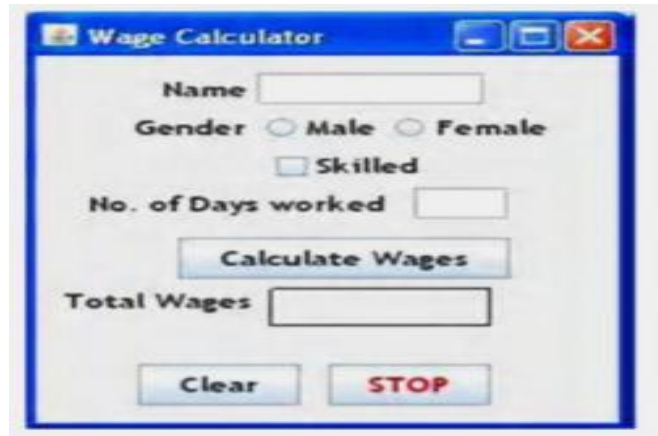 Wage Calculator
Name
Gender Male Female
Skilled
No. of Days worked
Calculate Wages
Total Wages
Clear STOP